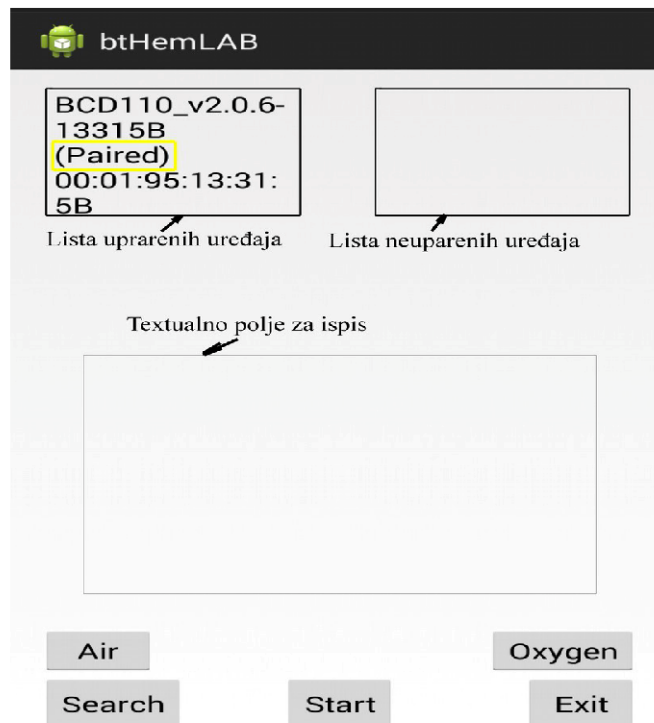 btHemLAB
BCD110_v2.0.6-
13315B
(Paired)
00:01:95:13:31:
5B
Lista uprarenih uređaja
Lista neuparenih uređaja
Textualno polje za ispis
Air
Oxygen
Search
Start
Exit